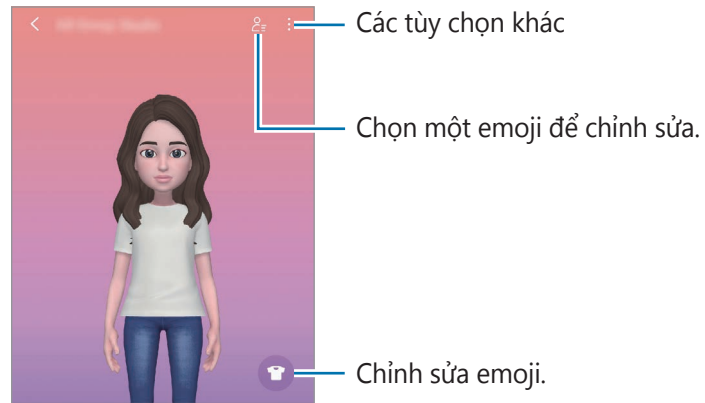 Các tùy chọn khác
Chọn một emoji để chỉnh sửa.
Chỉnh sửa emoji.